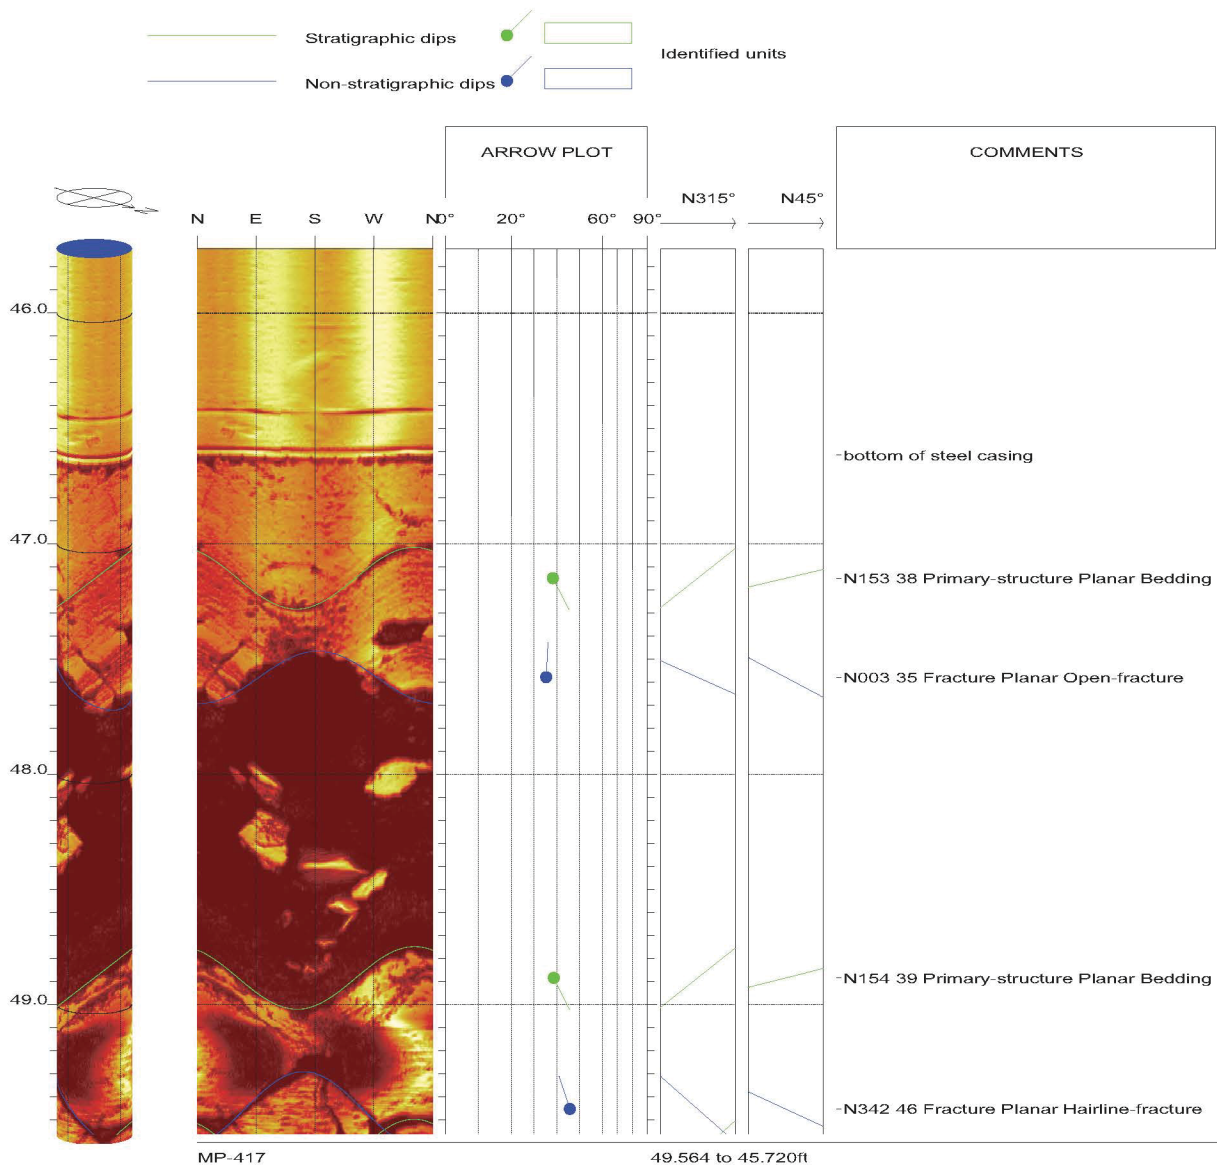 Stratigraphic dips
Identified units
Non-stratigraphic dips
ARROW PLOT
COMMENTS
N315° N45°
N E S W N 0° 20° 60° 90°
46.0
bottom of steel casing
47.0
N153 38 Primary-structure Planar Bedding
N003 35 Fracture Planar Open-fracture
48.0
N154 39 Primary-structure Planar Bedding
49.0
N342 46 Fracture Planar Hairline-fracture
MP-417 49.564 to 45.720ft